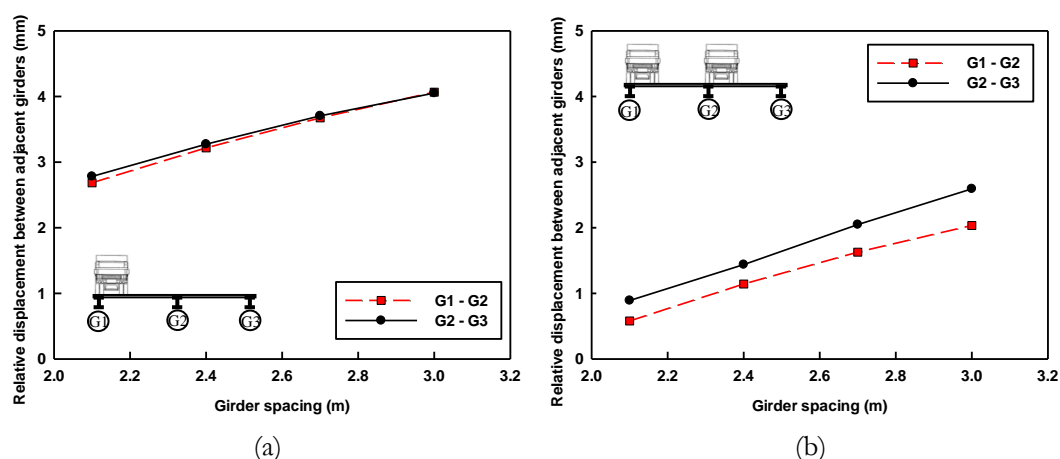 Relative displacement between adjacent girders (mm)
5
4
3
2
1
0
2.0 2.2 2.4 2.6 2.8 3.0 3.2
Girder spacing (m)
G1 G2 G3
G1 - G2
G2 - G3
(a)
Relative displacement between adjacent girders (mm)
5
4
3
2
1
0
2.0 2.2 2.4 2.6 2.8 3.0 3.2
Girder spacing (m)
G1 G2 G3
G1 - G2
G2 - G3
(b)